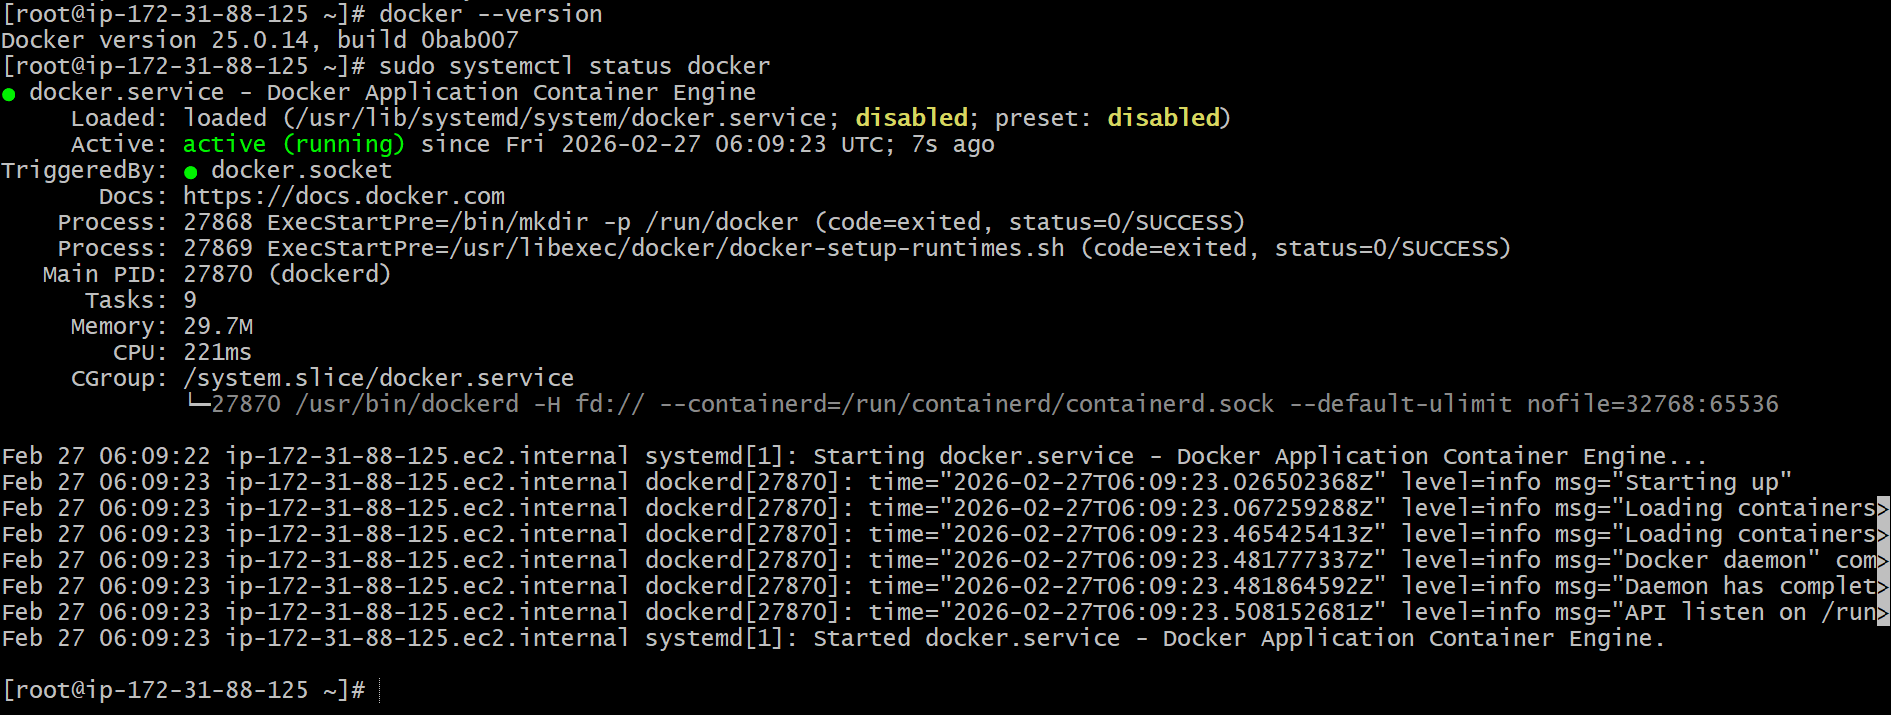 [root@ip-172-31-88-125 ~]# docker --version
Docker version 25.0.14, build 0bab007
[root@ip-172-31-88-125 ~]# sudo systemctl status docker
● docker.service - Docker Application Container Engine
     Loaded: loaded (/usr/lib/systemd/system/docker.service; disabled; preset: disabled)
     Active: active (running) since Fri 2026-02-27 06:09:23 UTC; 7s ago
TriggeredBy: ● docker.socket
       Docs: https://docs.docker.com
    Process: 27868 ExecStartPre=/bin/mkdir -p /run/docker (code=exited, status=0/SUCCESS)
    Process: 27869 ExecStartPre=/usr/libexec/docker/docker-setup-runtimes.sh (code=exited, status=0/SUCCESS)
   Main PID: 27870 (dockerd)
      Tasks: 9
     Memory: 29.7M
        CPU: 221ms
     CGroup: /system.slice/docker.service
             └─27870 /usr/bin/dockerd -H fd:// --containerd=/run/containerd/containerd.sock --default-ulimit nofile=32768:65536
Feb 27 06:09:22 ip-172-31-88-125.ec2.internal systemd[1]: Starting docker.service - Docker Application Container Engine...
Feb 27 06:09:23 ip-172-31-88-125.ec2.internal dockerd[27870]: time="2026-02-27T06:09:23.026502368Z" level=info msg="Starting up"
Feb 27 06:09:23 ip-172-31-88-125.ec2.internal dockerd[27870]: time="2026-02-27T06:09:23.067259288Z" level=info msg="Loading containers>
Feb 27 06:09:23 ip-172-31-88-125.ec2.internal dockerd[27870]: time="2026-02-27T06:09:23.465425413Z" level=info msg="Loading containers>
Feb 27 06:09:23 ip-172-31-88-125.ec2.internal dockerd[27870]: time="2026-02-27T06:09:23.481777337Z" level=info msg="Docker daemon" com>
Feb 27 06:09:23 ip-172-31-88-125.ec2.internal dockerd[27870]: time="2026-02-27T06:09:23.481864592Z" level=info msg="Daemon has complet>
Feb 27 06:09:23 ip-172-31-88-125.ec2.internal dockerd[27870]: time="2026-02-27T06:09:23.508152681Z" level=info msg="API listen on /run>
Feb 27 06:09:23 ip-172-31-88-125.ec2.internal systemd[1]: Started docker.service - Docker Application Container Engine.
[root@ip-172-31-88-125 ~]#